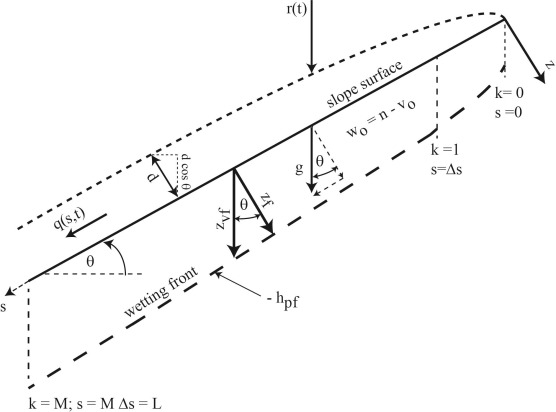 r(t)
z
slope surface
k= 0
s =0
w₀ = n - v₀
k =1
s=Δs
d
d cos θ
g
θ
q(s,t)
z_vf
θ
z_f
θ
s
wetting front
- h_pf
k = M; s = M Δs = L